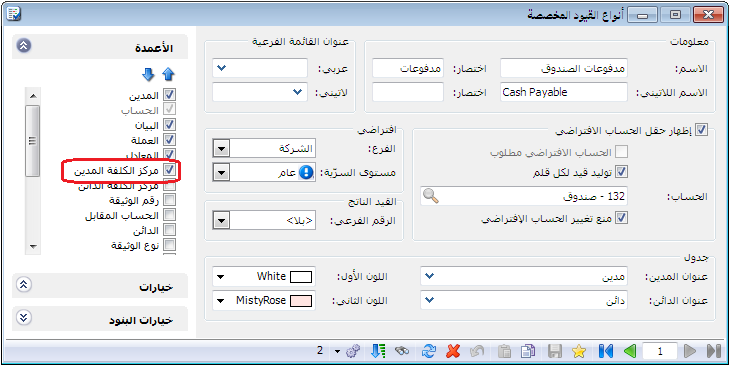 أنواع القيود المخصصة
معلومات
الاسم: مدفوعات الصندوق اختصار: مدفوعات
الاسم اللاتيني: Cash Payable اختصار:
عنوان القائمة الفرعية
عربي:
لاتيني:
إظهار حقل الحساب الافتراضي
الحساب الافتراضي مطلوب
توليد قيد لكل قلم
الحساب: 132 - صندوق
منع تغيير الحساب الافتراضي
افتراضي
الفرع: الشركة
مستوى السرّية: عام
القيد الناتج
الرقم الفرعي: <بلا>
جدول
عنوان المدين: مدين اللون الأول: White
عنوان الدائن: دائن اللون الثاني: MistyRose
الأعمدة
المدين
الحساب
البيان
العملة
المعادل
مركز الكلفة المدين
مركز الكلفة الدائن
رقم الوثيقة
الحساب المقابل
الدائن
نوع الوثيقة
خيارات
خيارات البنود
1
2